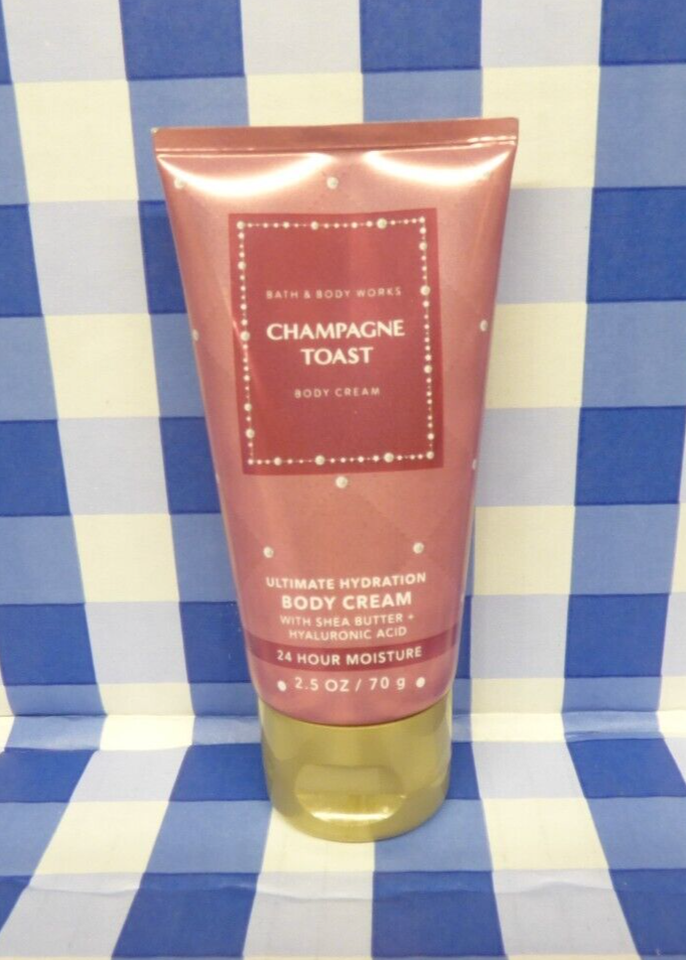 BATH & BODY WORKS
CHAMPAGNE
TOAST
BODY CREAM
ULTIMATE HYDRATION
BODY CREAM
WITH SHEA BUTTER +
HYALURONIC ACID
24 HOUR MOISTURE
2.5 OZ / 70 g